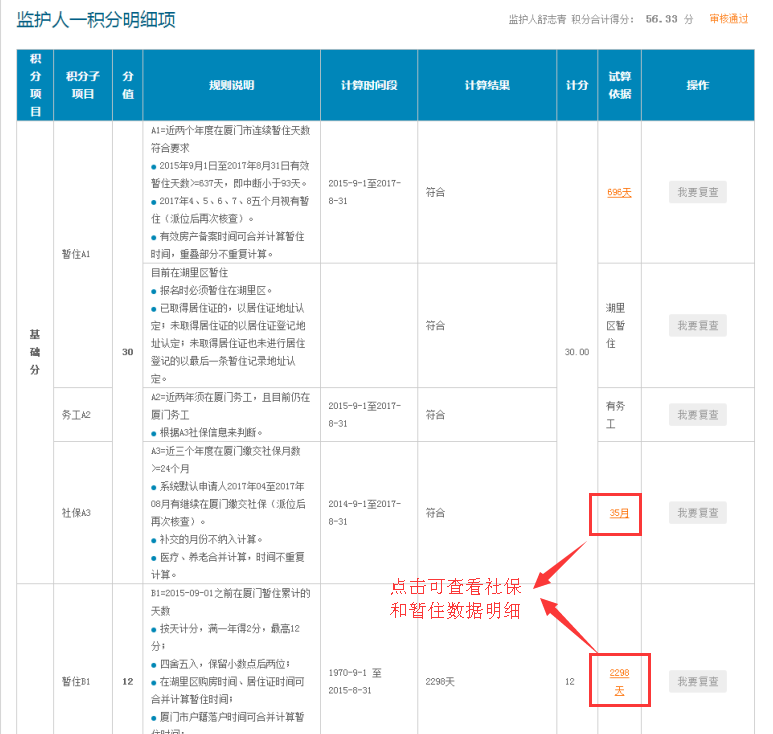 监护人一积分明细项
监护人舒志青 积分合计得分： 56.33 分 审核通过
积
分
项
目
积分子
项目
分
值
规则说明
计算时间段
计算结果
计分
试算
依据
操作
基
础
分
暂住A1
30
A1=近两个年度在厦门市连续暂住天数
符合要求
● 2015年9月1日至2017年8月31日有效
暂住天数>=637天，即中断小于93天。
● 2017年4、5、6、7、8五个月视有暂
住（派位后再次核查）。
● 有效房产备案时间可合并计算暂住
时间，重叠部分不重复计算。
2015-9-1至2017-
8-31
符合
30.00
696天
我要复查
目前在湖里区暂住
● 报名时必须暂住在湖里区。
● 已取得居住证的，以居住证地址认
定；未取得居住证的以居住证登记地
址认定；未取得居住证也未进行居住
登记的以最后一条暂住记录地址认
定。
符合
湖里
区暂
住
我要复查
务工A2
A2=近两年须在厦门务工，且目前仍在
厦门务工
● 根据A3社保信息来判断。
2015-9-1至2017-
8-31
符合
有务
工
我要复查
社保A3
A3=近三个年度在厦门缴交社保月数
>=24个月
● 系统默认申请人2017年04至2017年
08月有继续在厦门缴交社保（派位后
再次核查）。
● 补交的月份不纳入计算。
● 医疗、养老合并计算，时间不重复
计算。
2014-9-1至2017-
8-31
符合
35月
我要复查
点击可查看社保
和暂住数据明细
暂住B1
12
B1=2015-09-01之前在厦门暂住累计的
天数
● 按天计分，满一年得2分，最高12
分；
● 四舍五入，保留小数点后两位；
● 在湖里区购房时间、居住证时间可
合并计算暂住时间；
● 厦门市户籍落户时间可合并计算暂
住时间；
1970-9-1 至
2015-8-31
2298天
12
2298
天
我要复查